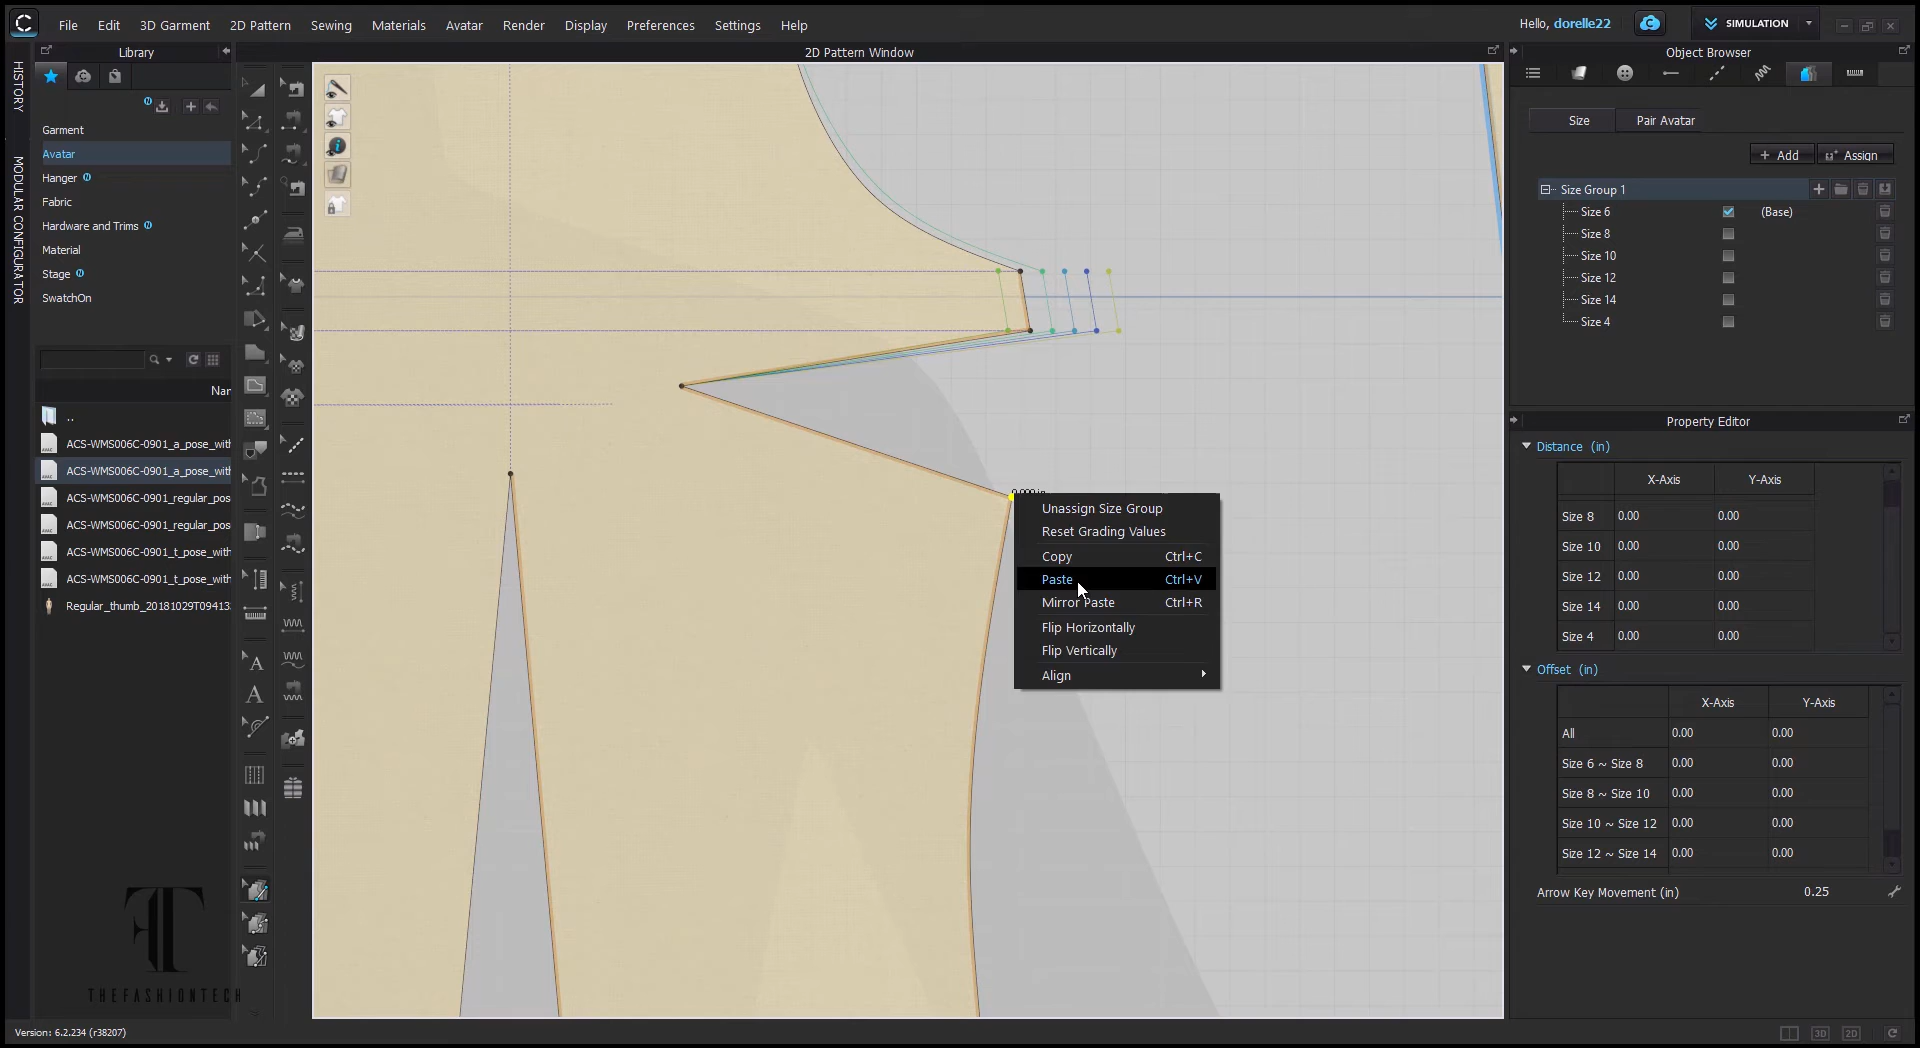 File Edit 3D Garment 2D Pattern Sewing Materials Avatar Render Display Preferences Settings Help
Hello, dorelle22
SIMULATION
HISTORY
MODULAR CONFIGURATOR
Library
Garment
Avatar
Hanger
Fabric
Hardware and Trims
Material
Stage
SwatchOn
Nar
..
ACS-WMS006C-0901_a_pose_with
ACS-WMS006C-0901_a_pose_with
ACS-WMS006C-0901_regular_pos
ACS-WMS006C-0901_regular_pos
ACS-WMS006C-0901_t_pose_with
ACS-WMS006C-0901_t_pose_with
Regular_thumb_20181029T09413
THEFASHIONTECH
Version: 6.2.234 (r38207)
2D Pattern Window
0.000 in
Unassign Size Group
Reset Grading Values
Copy Ctrl+C
Paste Ctrl+V
Mirror Paste Ctrl+R
Flip Horizontally
Flip Vertically
Align
Object Browser
Size Pair Avatar
+ Add Assign
Size Group 1
Size 6 (Base)
Size 8
Size 10
Size 12
Size 14
Size 4
Property Editor
Distance (in)
X-Axis Y-Axis
Size 8 0.00 0.00
Size 10 0.00 0.00
Size 12 0.00 0.00
Size 14 0.00 0.00
Size 4 0.00 0.00
Offset (in)
X-Axis Y-Axis
All 0.00 0.00
Size 6 ~ Size 8 0.00 0.00
Size 8 ~ Size 10 0.00 0.00
Size 10 ~ Size 12 0.00 0.00
Size 12 ~ Size 14 0.00 0.00
Arrow Key Movement (in) 0.25
3D 2D